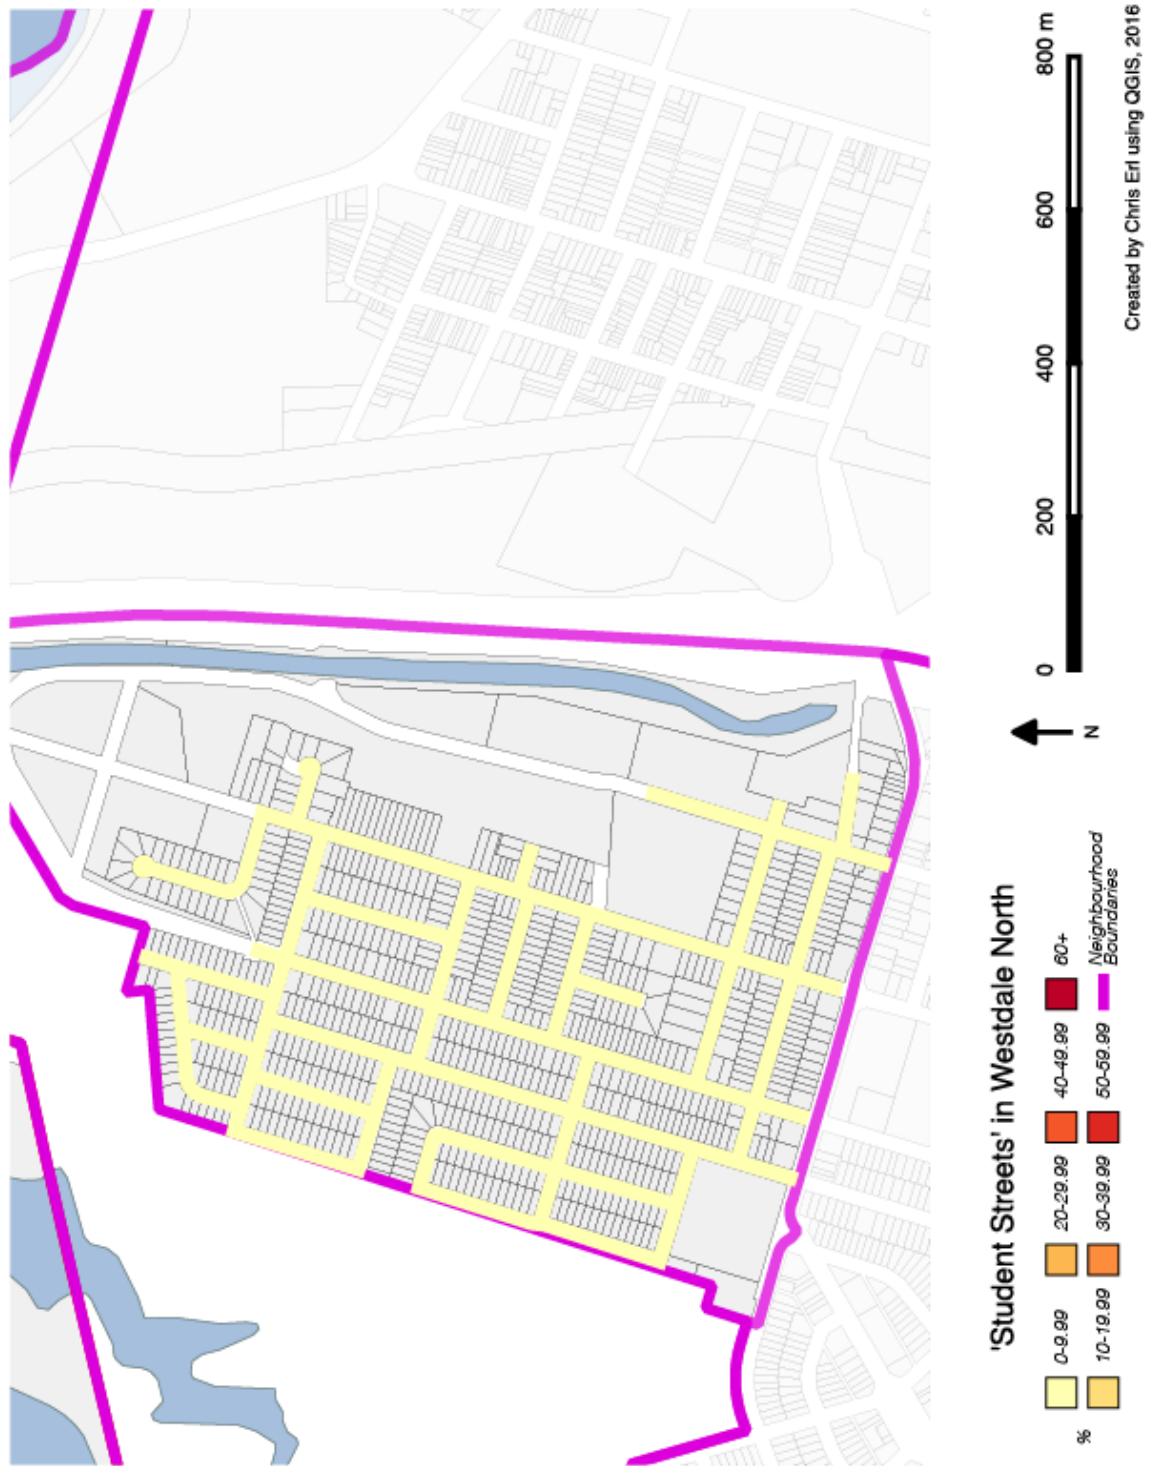 'Student Streets' in Westdale North
%
0-9.99
20-29.99
40-49.99
60+
10-19.99
30-39.99
50-59.99
Neighbourhood
Boundaries
N
0
200
400
600
800 m
Created by Chris Erl using QGIS, 2016